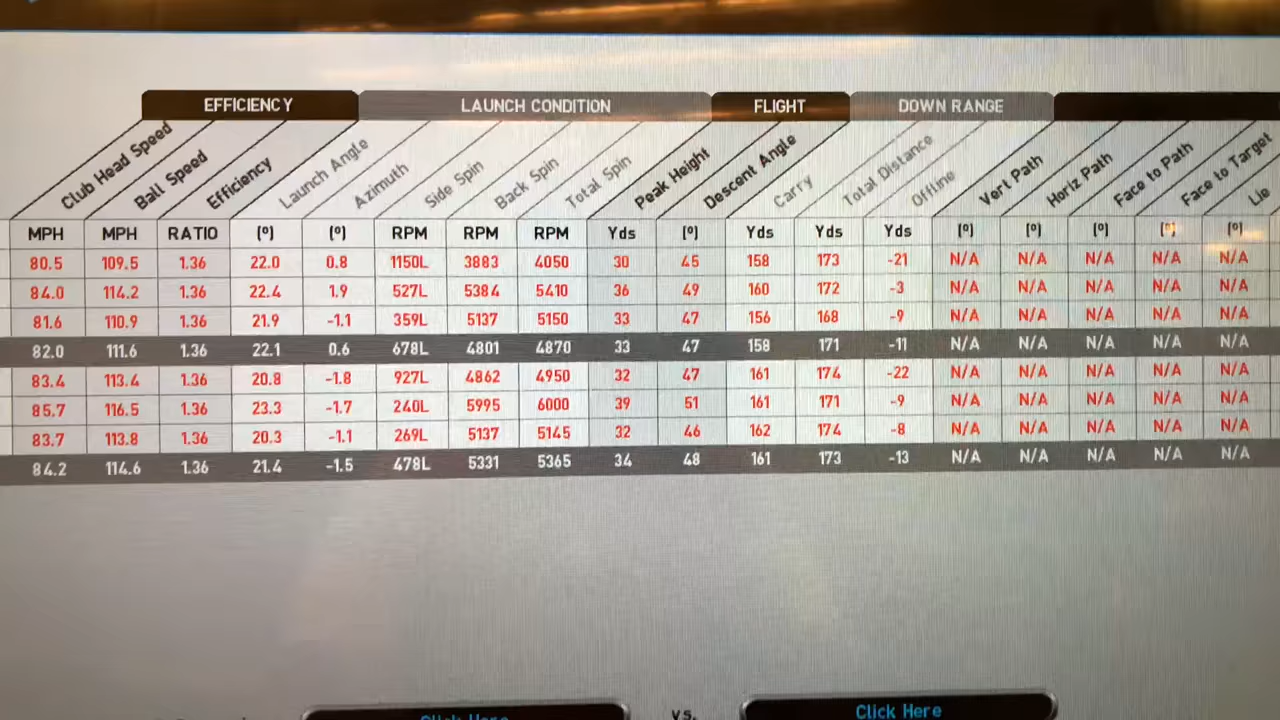 EFFICIENCY LAUNCH CONDITION FLIGHT DOWN RANGE
Club Head Speed Ball Speed Efficiency Launch Angle Azimuth Side Spin Back Spin Total Spin Peak Height Descent Angle Carry Total Distance Offline Vert Path Horiz Path Face to Path Face to Target Lie
MPH MPH RATIO (º) (º) RPM RPM RPM Yds (º) Yds Yds Yds (º) (º) (º) (º) (º)
80.5 109.5 1.36 22.0 0.8 1150L 3883 4050 30 45 158 173 -21 N/A N/A N/A N/A N/A
84.0 114.2 1.36 22.4 1.9 527L 5384 5410 36 49 160 172 -3 N/A N/A N/A N/A N/A
81.6 110.9 1.36 21.9 -1.1 359L 5137 5150 33 47 156 168 -9 N/A N/A N/A N/A N/A
82.0 111.6 1.36 22.1 0.6 678L 4801 4870 33 47 158 171 -11 N/A N/A N/A N/A N/A
83.4 113.4 1.36 20.8 -1.8 927L 4862 4950 32 47 161 174 -22 N/A N/A N/A N/A N/A
85.7 116.5 1.36 23.3 -1.7 240L 5995 6000 39 51 161 171 -9 N/A N/A N/A N/A N/A
83.7 113.8 1.36 20.3 -1.1 269L 5137 5145 32 46 162 174 -8 N/A N/A N/A N/A N/A
84.2 114.6 1.36 21.4 -1.5 478L 5331 5365 34 48 161 173 -13 N/A N/A N/A N/A N/A
Click Here vs. Click Here